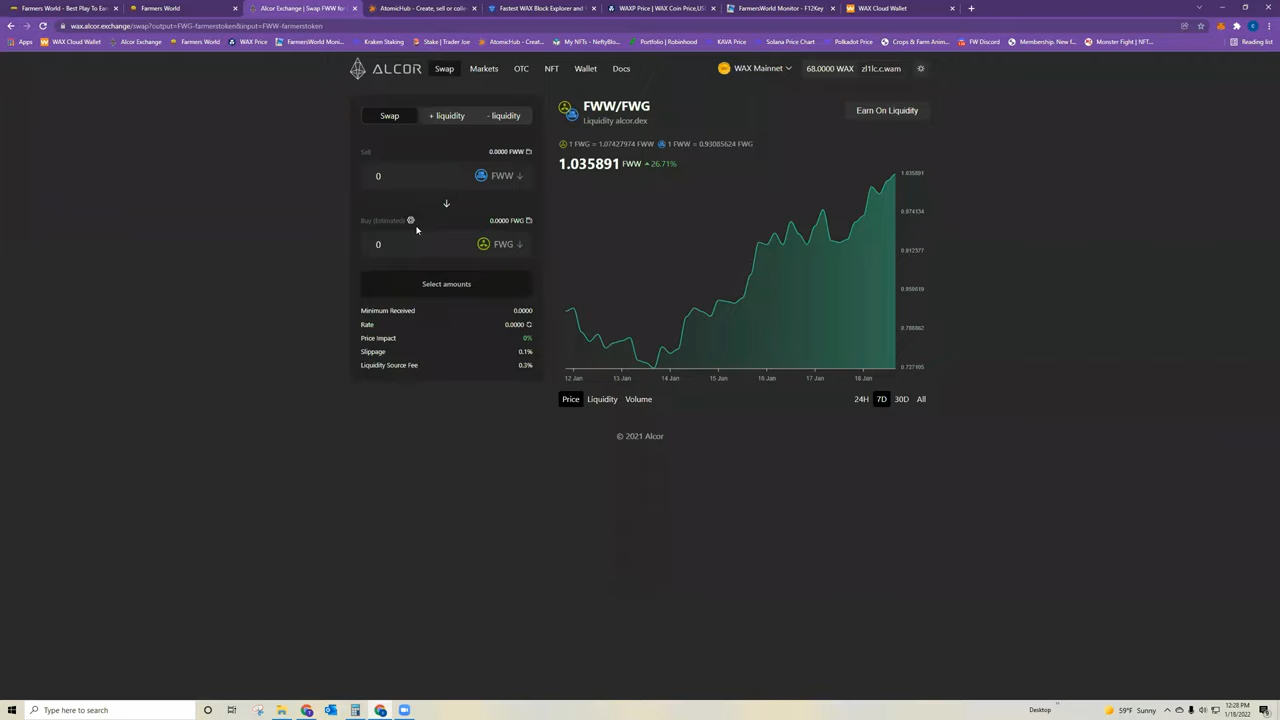 Farmers World - Best Play To Ea
Farmers World
Alcor Exchange | Swap FWW for
AtomicHub - Create, sell or colle
Fastest WAX Block Explorer and
WAXP Price | WAX Coin Price,US
FarmersWorld Monitor - F12Key
WAX Cloud Wallet
wax.alcor.exchange/swap?output=FWG-farmerstoken&input=FWW-farmerstoken
Apps
WAX Cloud Wallet
Alcor Exchange
Farmers World
WAX Price
FarmersWorld Moni...
Kraken Staking
Stake | Trader Joe
AtomicHub - Creat...
My NFTs - NeftyBlo...
Portfolio | Robinhood
KAVA Price
Solana Price Chart
Polkadot Price
Crops & Farm Anim...
FW Discord
Membership. New f...
Monster Fight | NFT...
Reading list
ALCOR
Swap
Markets
OTC
NFT
Wallet
Docs
WAX Mainnet
68.0000 WAX
zl1lc.c.wam
Swap
+ liquidity
- liquidity
Sell
0.0000 FWW
0
FWW
Buy (Estimated)
0.0000 FWG
0
FWG
Select amounts
Minimum Received
0.0000
Rate
0.0000
Price Impact
0%
Slippage
0.1%
Liquidity Source Fee
0.3%
FWW/FWG
Liquidity alcor.dex
Earn On Liquidity
1 FWG = 1.07427974 FWW
1 FWW = 0.93085624 FWG
1.035891 FWW 26.71%
1.035891
0.974134
0.912377
0.850619
0.788862
0.727105
12 Jan
13 Jan
14 Jan
15 Jan
16 Jan
17 Jan
18 Jan
Price
Liquidity
Volume
24H
7D
30D
All
© 2021 Alcor
Type here to search
Desktop
59°F Sunny
12:28 PM
1/18/2022